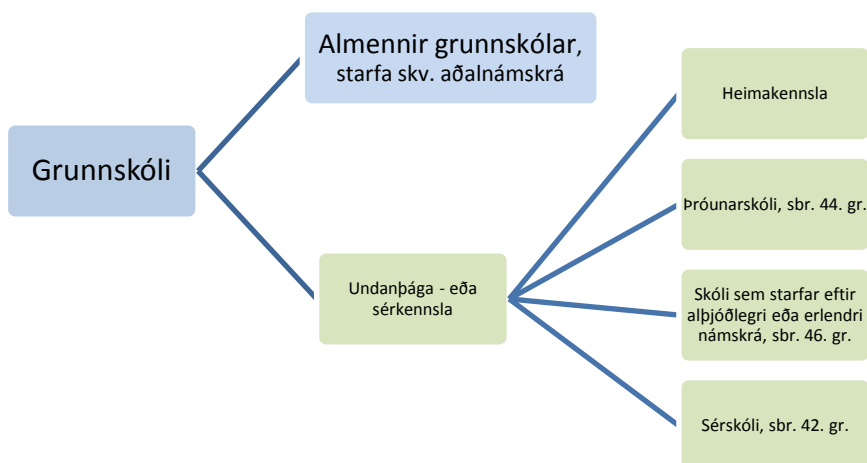 Almennir grunnskólar,
starfa skv. aðalnámskrá
Heimakennsla
Grunnskóli
Þróunarskóli, sbr. 44. gr.
Undanþága - eða
sérkennsla
Skóli sem starfar eftir
alþjóðlegri eða erlendri
námskrá, sbr. 46. gr.
Sérskóli, sbr. 42. gr.